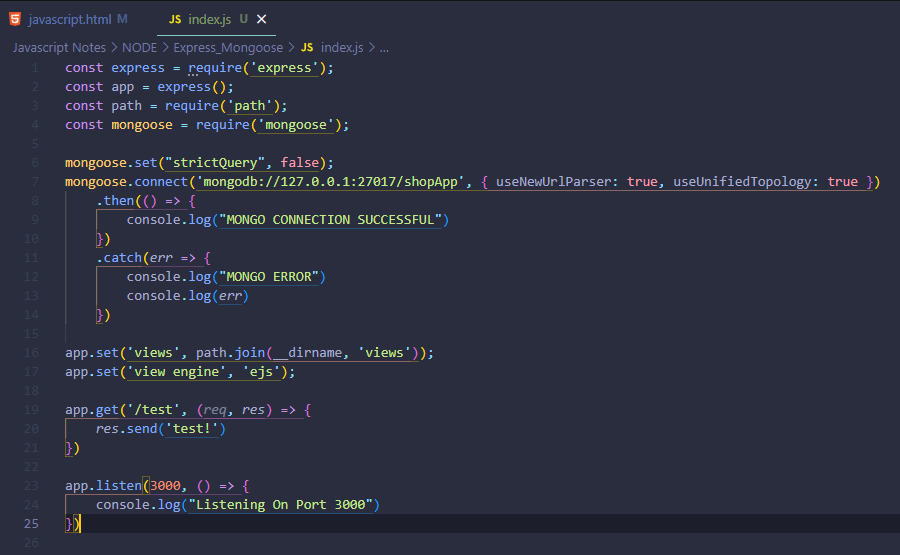 javascript.html M JS index.js U ×
Javascript Notes > NODE > Express_Mongoose > JS index.js > ...
1 const express = require('express');
2 const app = express();
3 const path = require('path');
4 const mongoose = require('mongoose');
5
6 mongoose.set("strictQuery", false);
7 mongoose.connect('mongodb://127.0.0.1:27017/shopApp', { useNewUrlParser: true, useUnifiedTopology: true })
8     .then(() => {
9         console.log("MONGO CONNECTION SUCCESSFUL")
10     })
11     .catch(err => {
12         console.log("MONGO ERROR")
13         console.log(err)
14     })
15
16 app.set('views', path.join(__dirname, 'views'));
17 app.set('view engine', 'ejs');
18
19 app.get('/test', (req, res) => {
20     res.send('test!')
21 })
22
23 app.listen(3000, () => {
24     console.log("Listening On Port 3000")
25 })
26